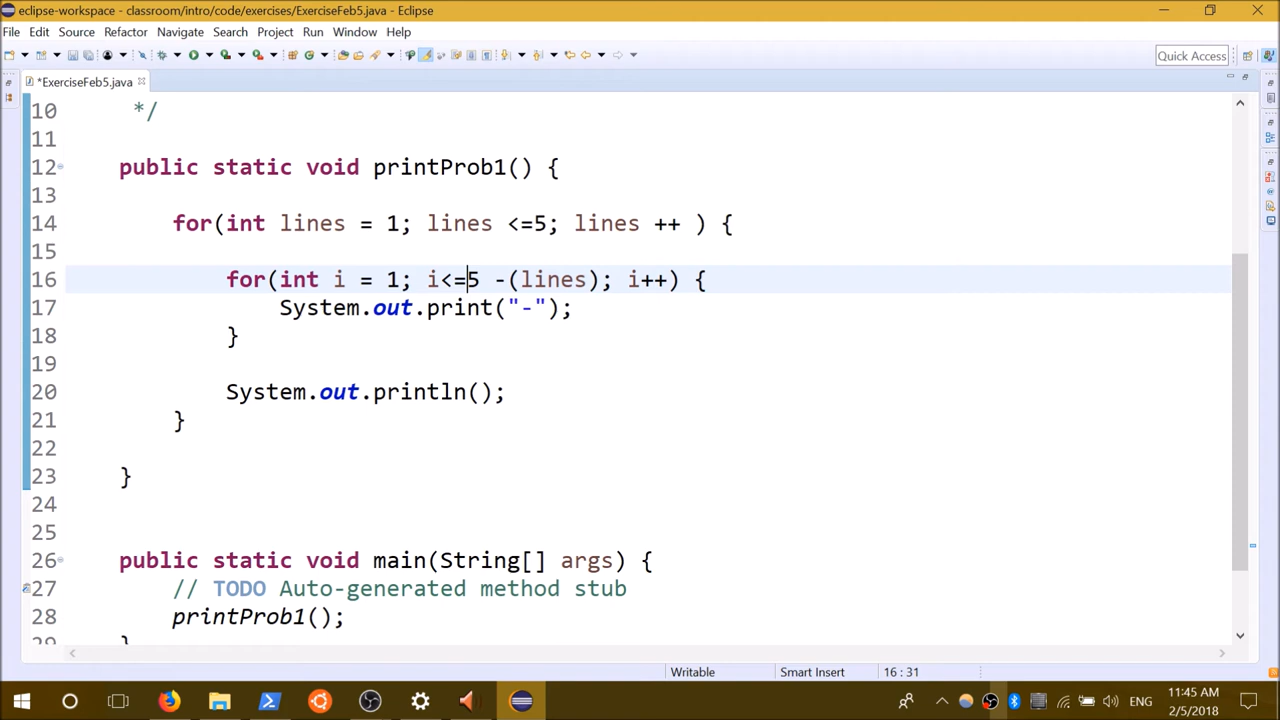 eclipse-workspace - classroom/intro/code/exercises/ExerciseFeb5.java - Eclipse
File Edit Source Refactor Navigate Search Project Run Window Help
Quick Access
*ExerciseFeb5.java
10 */
11
12 public static void printProb1() {
13
14 for(int lines = 1; lines <=5; lines ++ ) {
15
16 for(int i = 1; i<=5 -(lines); i++) {
17 System.out.print("-");
18 }
19
20 System.out.println();
21 }
22
23 }
24
25
26 public static void main(String[] args) {
27 // TODO Auto-generated method stub
28 printProb1();
29 }
Writable Smart Insert 16 : 31
ENG
11:45 AM
2/5/2018